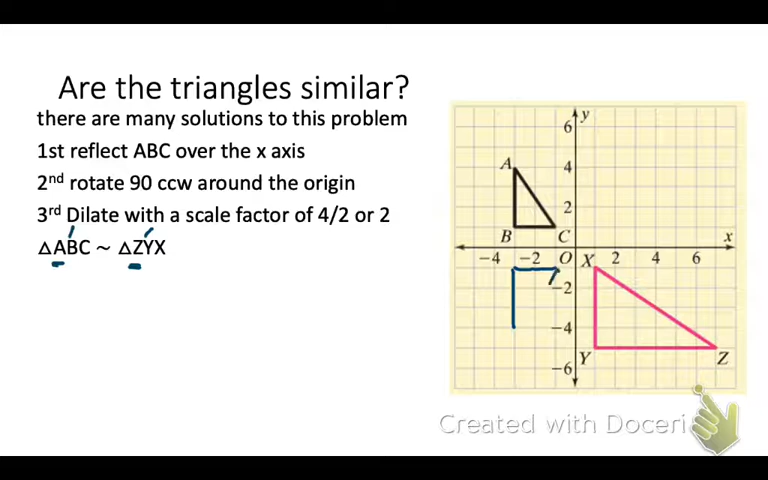 Are the triangles similar?
there are many solutions to this problem
1st reflect ABC over the x axis
2nd rotate 90 ccw around the origin
3rd Dilate with a scale factor of 4/2 or 2
△ABC ~ △ZYX
y
6
A
4
2
B
C
x
-4
-2
O
X
2
4
6
-2
-4
Y
Z
-6
Created with Doceri